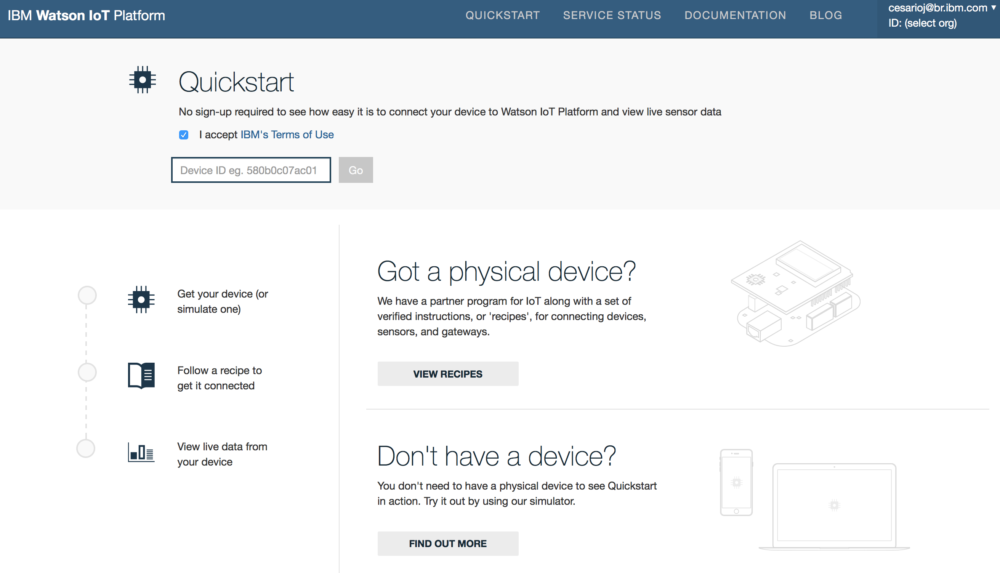 IBM Watson IoT Platform
QUICKSTART
SERVICE STATUS
DOCUMENTATION
BLOG
cesarioj@br.ibm.com ▼
ID: (select org)
Quickstart
No sign-up required to see how easy it is to connect your device to Watson IoT Platform and view live sensor data
I accept IBM's Terms of Use
Device ID eg. 580b0c07ac01
Go
Get your device (or
simulate one)
Follow a recipe to
get it connected
View live data from
your device
Got a physical device?
We have a partner program for IoT along with a set of
verified instructions, or 'recipes', for connecting devices,
sensors, and gateways.
VIEW RECIPES
Don't have a device?
You don't need to have a physical device to see Quickstart
in action. Try it out by using our simulator.
FIND OUT MORE